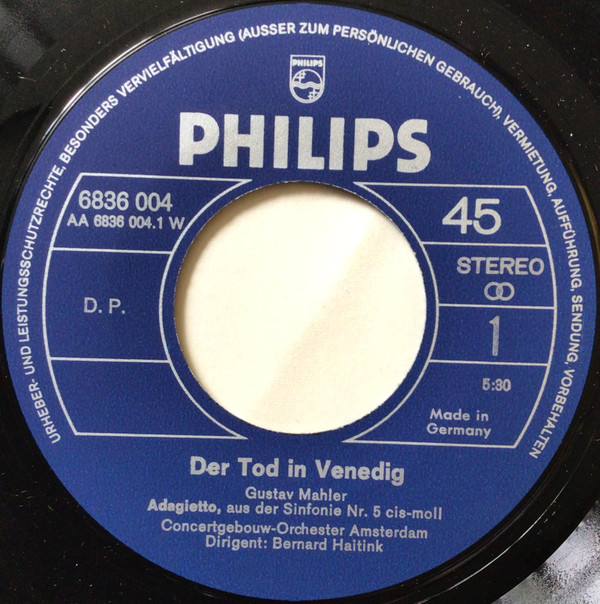 URHEBER- UND LEISTUNGSSCHUTZRECHTE, BESONDERS VERVIELFÄLTIGUNG (AUSSER ZUM PERSÖNLICHEN GEBRAUCH), VERMIETUNG, AUFFÜHRUNG, SENDUNG, VORBEHALTEN
PHILIPS
PHILIPS
6836 004
AA 6836 004.1 W
D. P.
45
STEREO
1
5:30
Made in
Germany
Der Tod in Venedig
Gustav Mahler
Adagietto, aus der Sinfonie Nr. 5 cis-moll
Concertgebouw-Orchester Amsterdam
Dirigent: Bernard Haitink